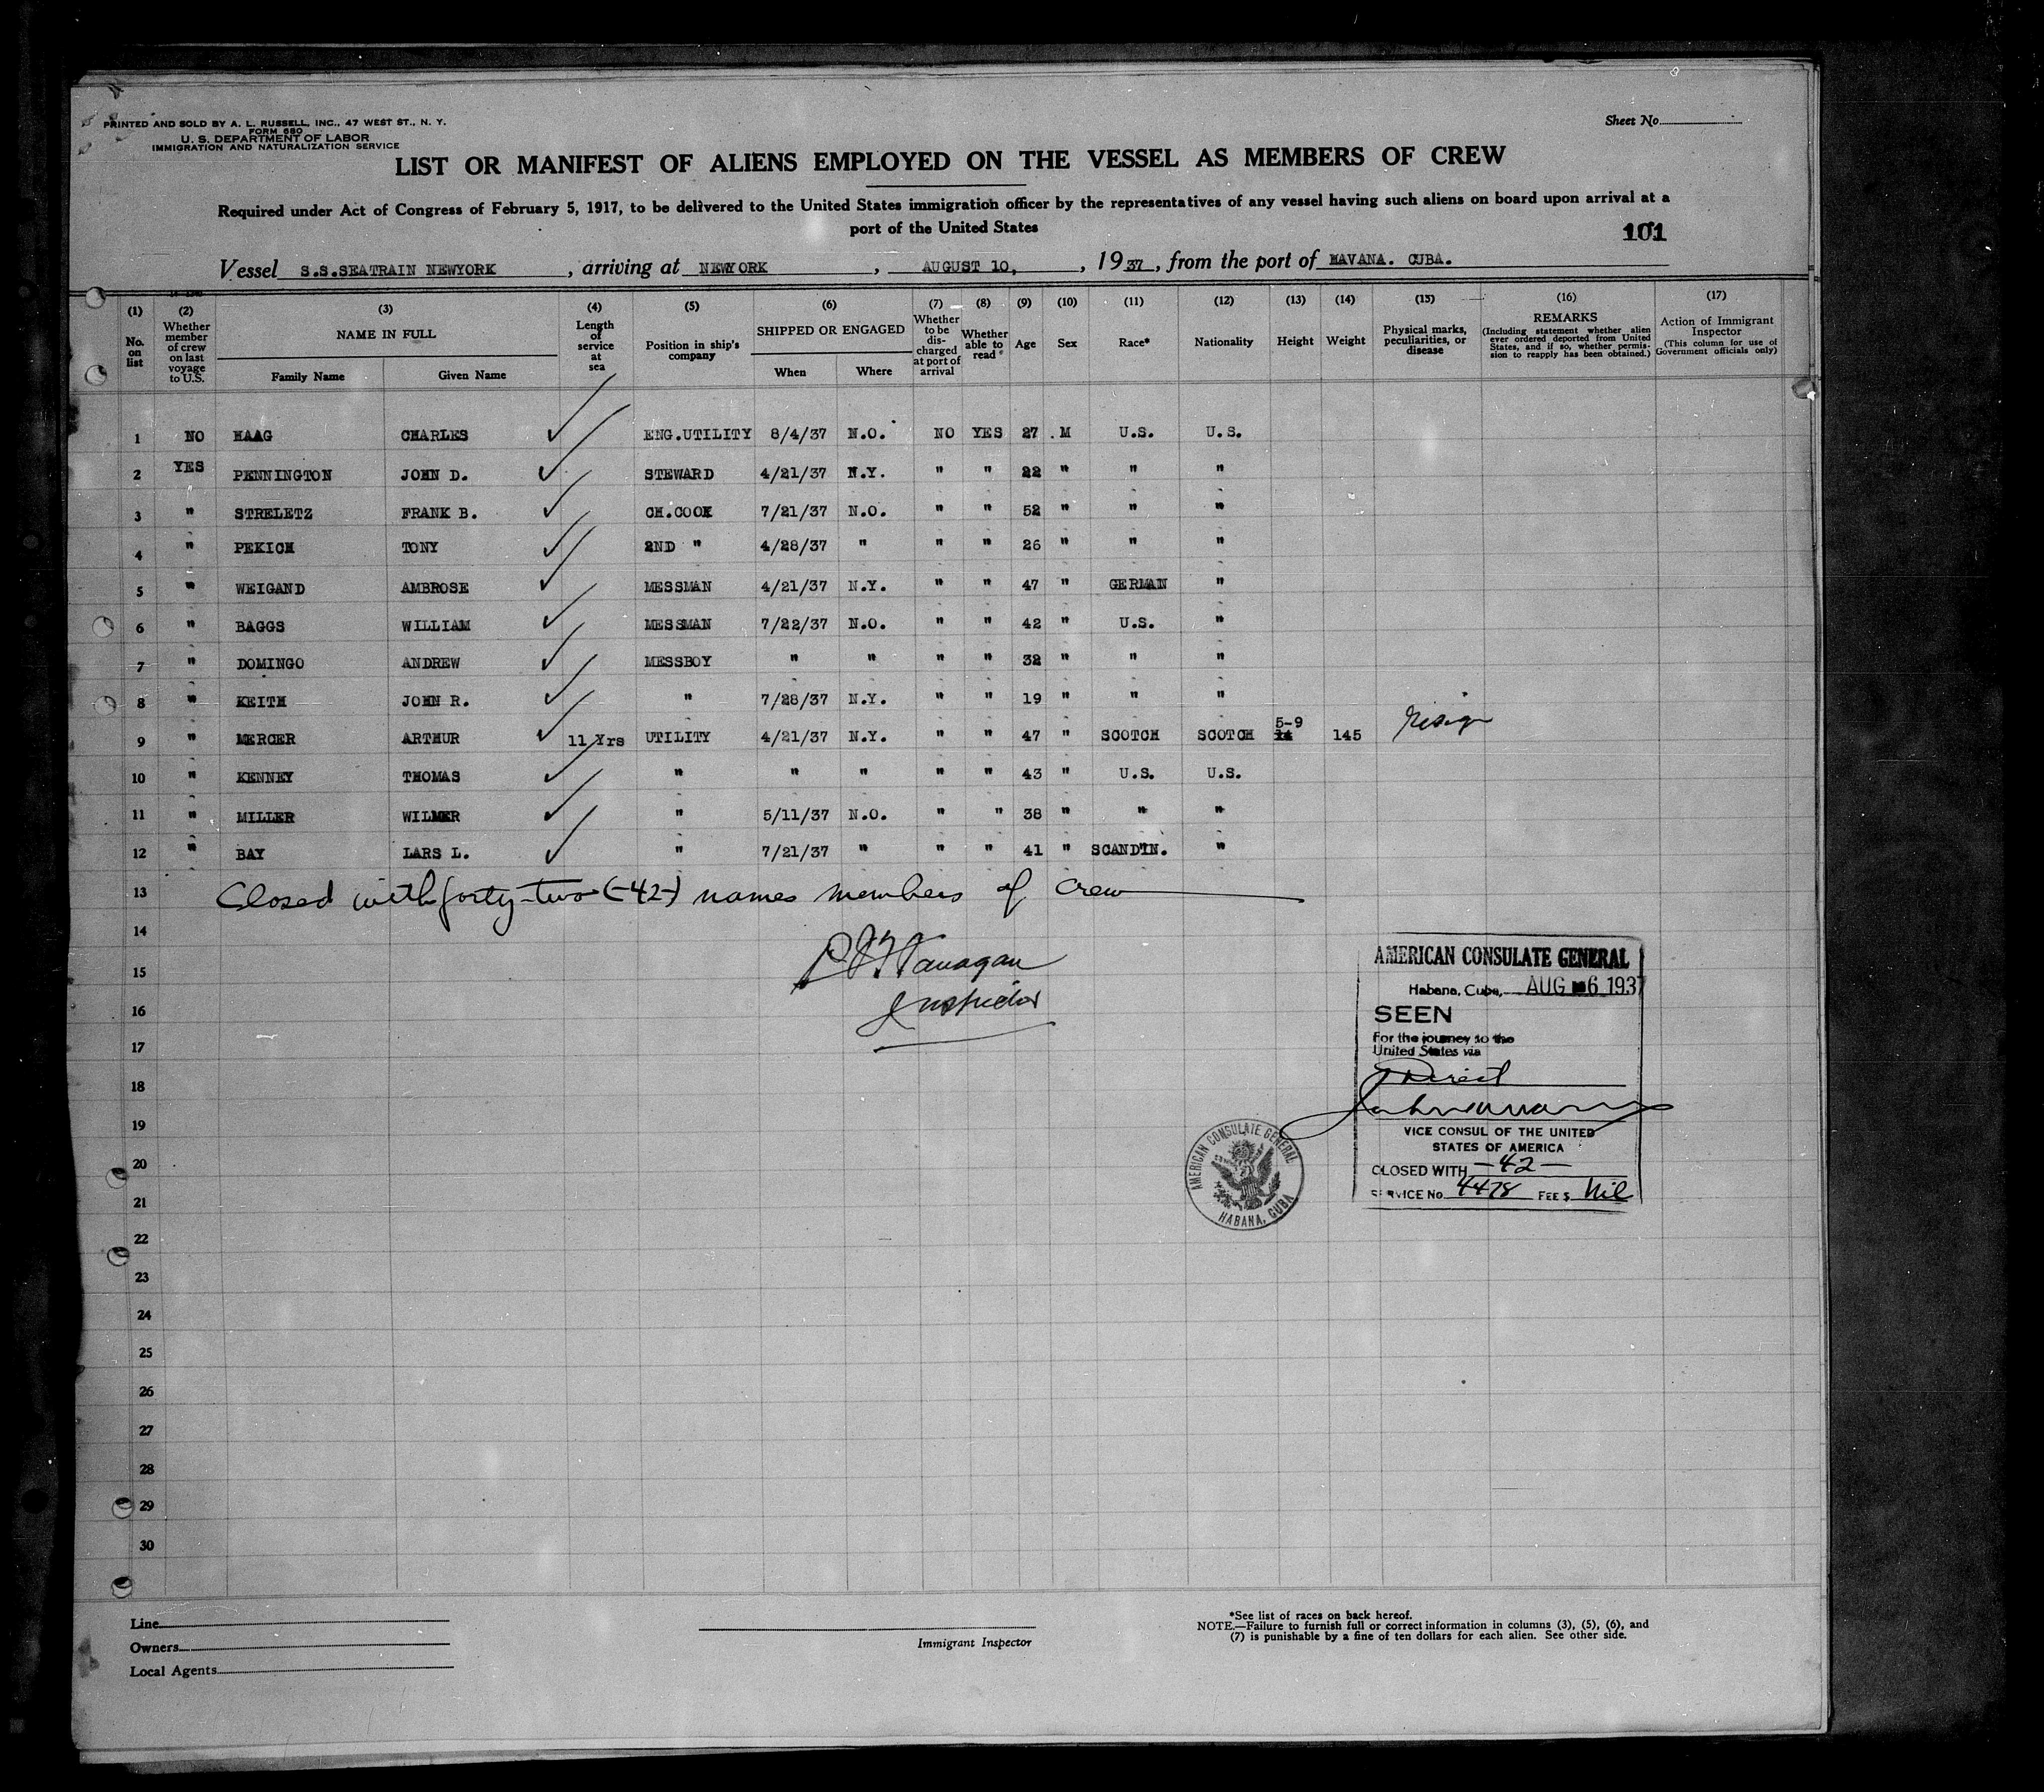 PRINTED AND SOLD BY A. L. RUSSELL, INC., 47 WEST ST., N. Y.
FORM 680
U. S. DEPARTMENT OF LABOR
IMMIGRATION AND NATURALIZATION SERVICE
Sheet No.
LIST OR MANIFEST OF ALIENS EMPLOYED ON THE VESSEL AS MEMBERS OF CREW
Required under Act of Congress of February 5, 1917, to be delivered to the United States immigration officer by the representatives of any vessel having such aliens on board upon arrival at a
port of the United States
101
Vessel S.S.SEATRAIN NEWYORK , arriving at NEWYORK , AUGUST 10, , 1937, from the port of HAVANA. CUBA.
(1) (2) (3) (4) (5) (6) (7) (8) (9) (10) (11) (12) (13) (14) (15) (16) (17)
No. on list
Whether member of crew on last voyage to U.S.
NAME IN FULL
Family Name Given Name
Length of service at sea
Position in ship's company
SHIPPED OR ENGAGED
When Where
Whether to be discharged at port of arrival
Whether able to read
Age
Sex
Race*
Nationality
Height
Weight
Physical marks, peculiarities, or disease
REMARKS
(Including statement whether alien ever ordered deported from United States, and if so, whether permission to reapply has been obtained.)
Action of Immigrant Inspector
(This column for use of Government officials only)
1 NO HAAG CHARLES ENG.UTILITY 8/4/37 N.O. NO YES 27 M U.S. U.S.
2 YES PENNINGTON JOHN D. STEWARD 4/21/37 N.Y. " " 22 " " "
3 " STRELETZ FRANK B. CH.COOK 7/21/37 N.O. " " 52 " " "
4 " PEKICH TONY 2ND " 4/28/37 " " " 26 " " "
5 " WEIGAND AMBROSE MESSMAN 4/21/37 N.Y. " " 47 " GERMAN "
6 " BAGGS WILLIAM MESSMAN 7/22/37 N.O. " " 42 " U.S. "
7 " DOMINGO ANDREW MESSBOY " " " " 32 " " "
8 " KEITH JOHN R. " 7/28/37 N.Y. " " 19 " " "
9 " MERCER ARTHUR 11 Yrs UTILITY 4/21/37 N.Y. " " 47 " SCOTCH SCOTCH 5-9 145
10 " KENNEY THOMAS " " " " " 43 " U.S. U.S.
11 " MILLER WILMER " 5/11/37 N.O. " " 38 " " "
12 " BAY LARS L. " 7/21/37 " " " 41 " SCANDIN. "
13 Closed with forty-two (-42-) names members of crew
14
15
16 Inspector
17
18
19
20
21
22
23
24
25
26
27
28
29
30
AMERICAN CONSULATE GENERAL
Habana, Cuba, AUG 6 1937
SEEN
For the journey to the
United States via
Direct
VICE CONSUL OF THE UNITED
STATES OF AMERICA
CLOSED WITH -42-
SERVICE No. 4478 FEE $ Nil
AMERICAN CONSULATE GENERAL
HABANA, CUBA
Line
Owners
Local Agents
Immigrant Inspector
*See list of races on back hereof.
NOTE.—Failure to furnish full or correct information in columns (3), (5), (6), and
(7) is punishable by a fine of ten dollars for each alien. See other side.